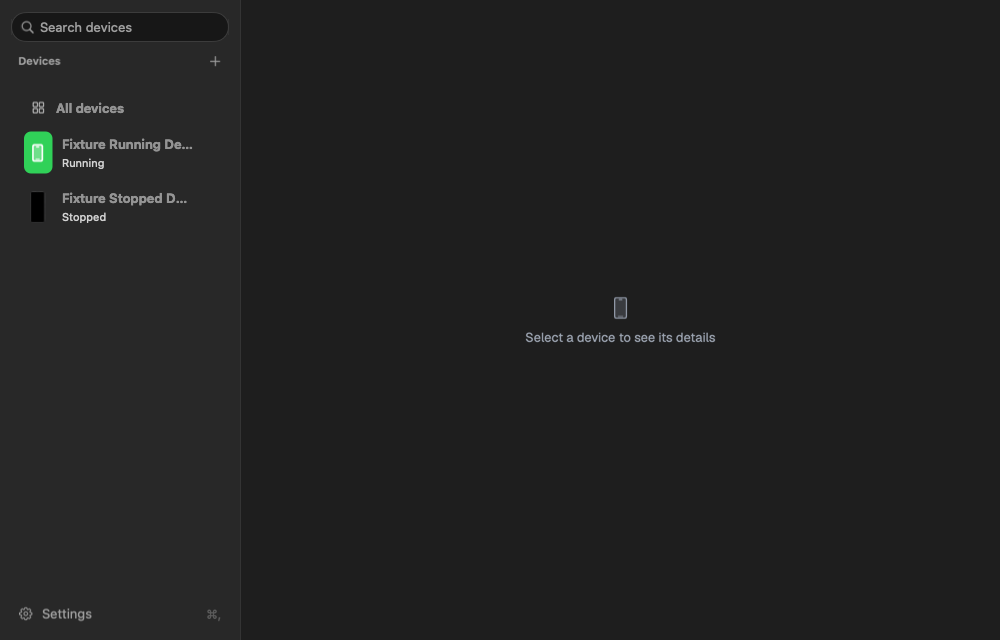 Search devices
Devices
All devices
Fixture Running De...
Running
Fixture Stopped D...
Stopped
Select a device to see its details
Settings ⌘,